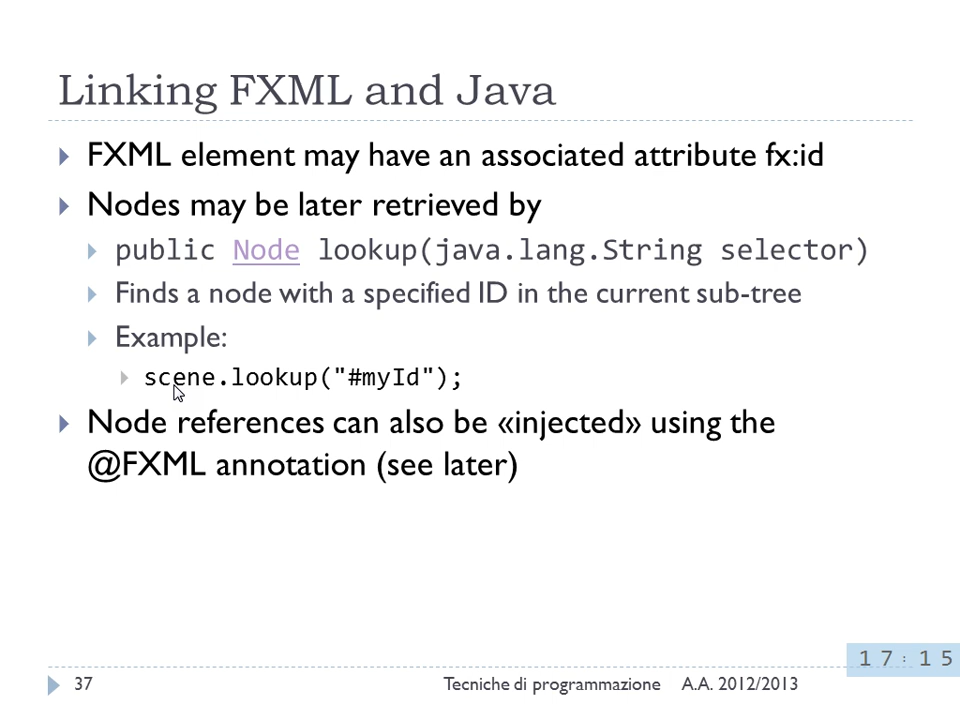 Linking FXML and Java
FXML element may have an associated attribute fx:id
Nodes may be later retrieved by
public Node lookup(java.lang.String selector)
Finds a node with a specified ID in the current sub-tree
Example:
scene.lookup("#myId");
Node references can also be «injected» using the
@FXML annotation (see later)
17:15
37 Tecniche di programmazione A.A. 2012/2013